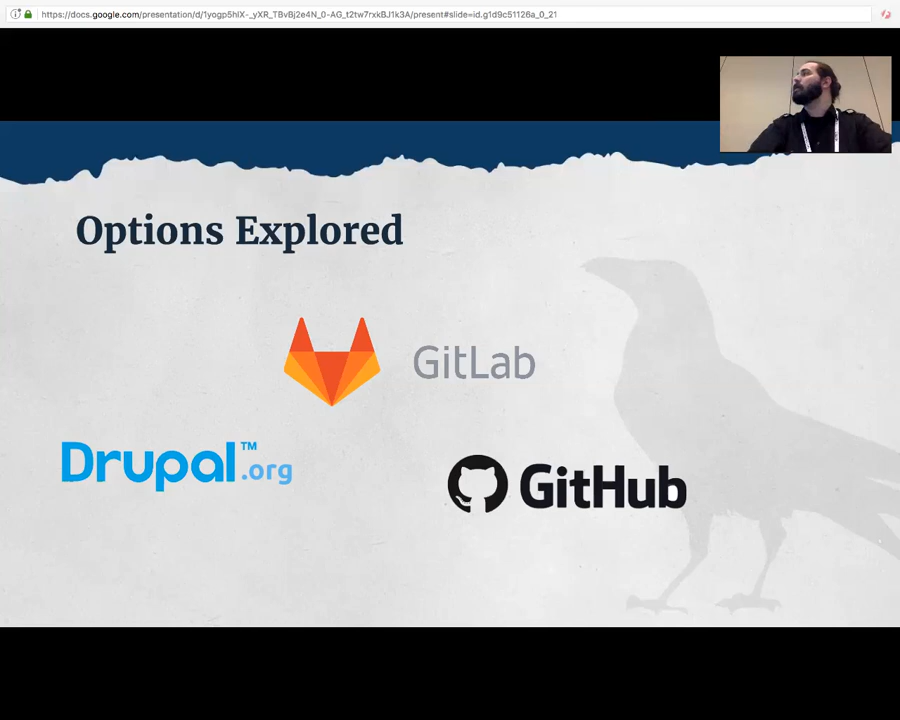 https://docs.google.com/presentation/d/1yogp5hlX-_yXR_TBvBj2e4N_0-AG_t2tw7rxkBJ1k3A/present#slide=id.g1d9c51126a_0_21
Options Explored
GitLab
Drupal™.org
GitHub